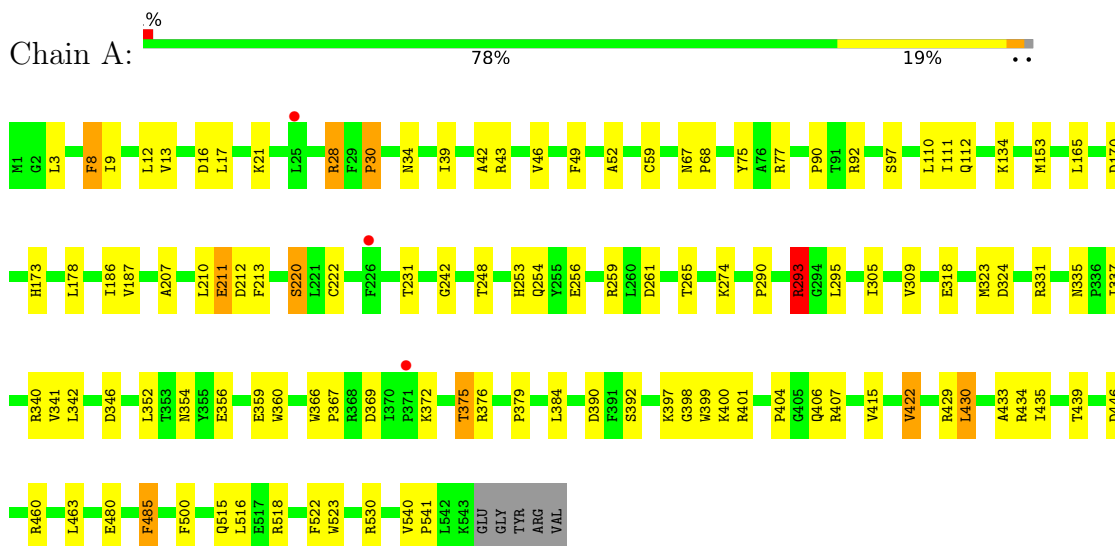 .%
Chain A:
78% 19% • •
M1 G2 L3 F8 I9 L12 V13 D16 L17 K21 L25 R28 F29 P30 N34 I39 A42 R43 V46 F49 A52 C59 N67 P68 Y75 A76 R77 P90 T91 R92 S97 L110 I111 Q112 K134 M153 L165 D170
H173 L178 I186 V187 A207 L210 E211 D212 F213 S220 L221 C222 F226 T231 G242 T248 H253 Q254 Y255 E256 R259 L260 D261 T265 K274 P290 R293 G294 L295 I305 V309 E318 M323 D324 R331 N335 P336 I337
R340 V341 L342 D346 L352 T353 N354 Y355 E356 E359 W360 W366 P367 R368 D369 I370 P371 K372 T375 R376 P379 L384 D390 F391 S392 K397 G398 W399 K400 R401 P404 G405 Q406 R407 V415 V422 R429 L430 A433 R434 I435 T439
R460 L463 E480 F485 F500 Q515 L516 E517 R518 F522 W523 R530 V540 P541 L542 K543 GLU GLY TYR ARG VAL